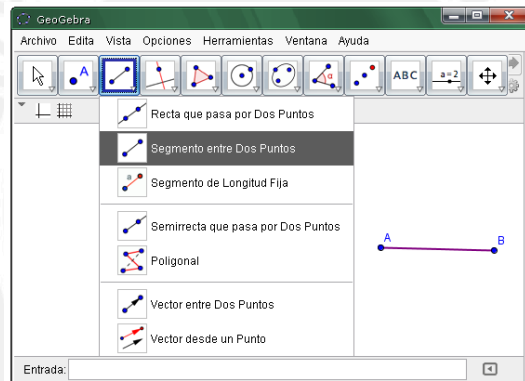 GeoGebra
Archivo Edita Vista Opciones Herramientas Ventana Ayuda
A α ABC a=2
Recta que pasa por Dos Puntos
Segmento entre Dos Puntos
a
Segmento de Longitud Fija
Semirrecta que pasa por Dos Puntos
A B
Poligonal
Vector entre Dos Puntos
Vector desde un Punto
Entrada: